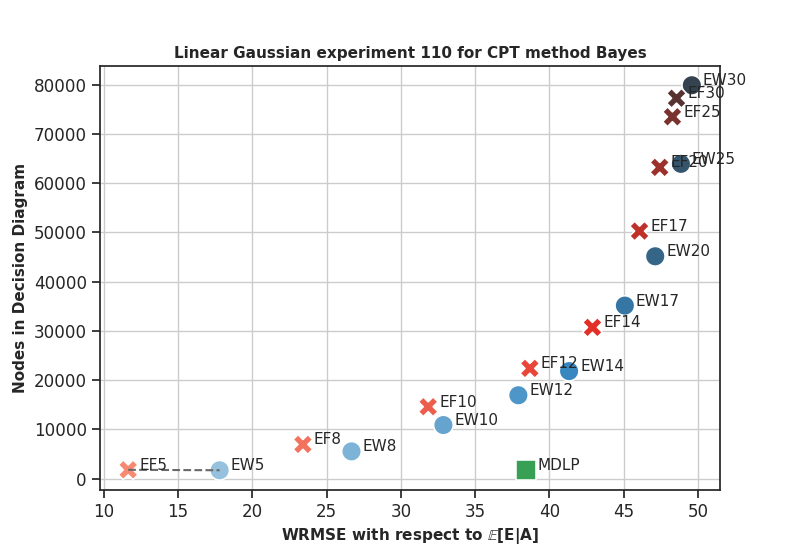 Linear Gaussian experiment 110 for CPT method Bayes
Nodes in Decision Diagram
80000
70000
60000
50000
40000
30000
20000
10000
0
EW30
EF30
EF25
EF20
EW25
EF17
EW20
EW17
EF14
EF12
EW14
EW12
EF10
EW10
EF8
EW8
EF5
EW5
MDLP
10
15
20
25
30
35
40
45
50
WRMSE with respect to 𝔼[E|A]